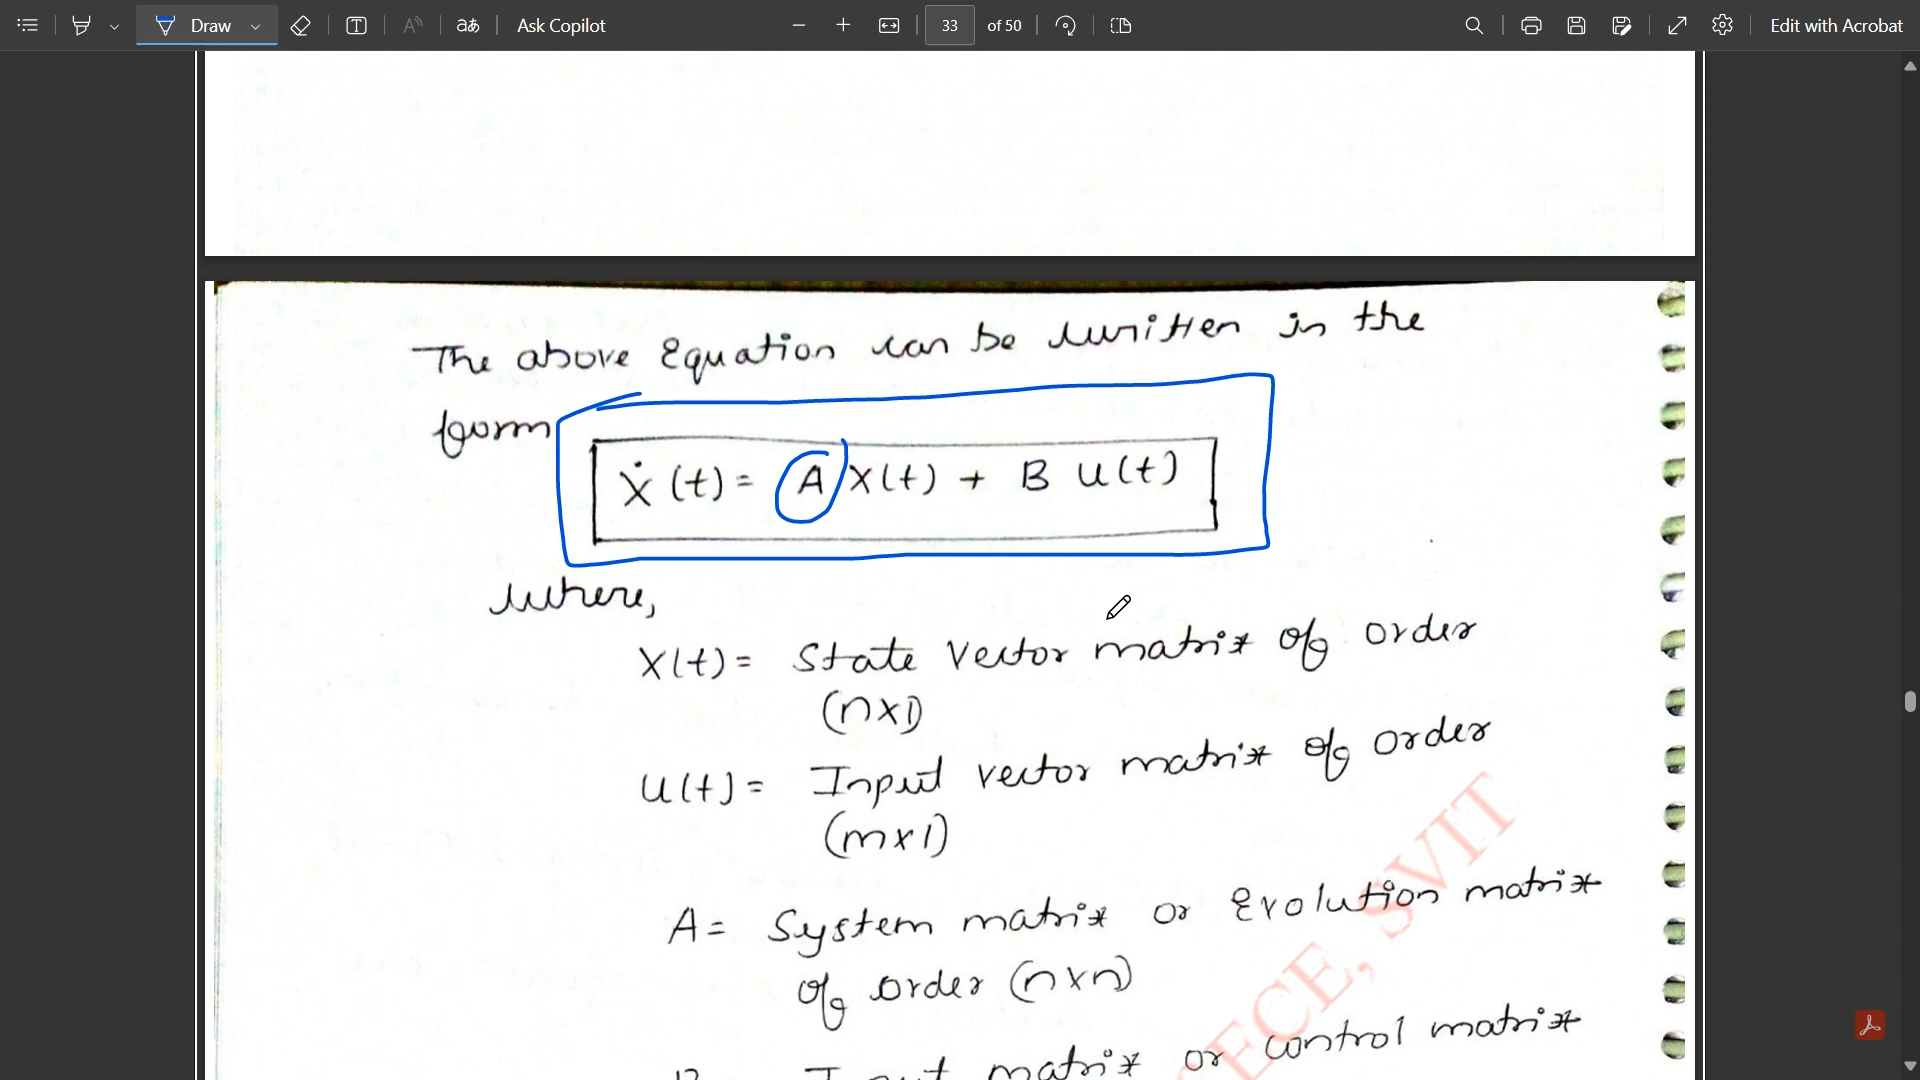 Draw
aあ
Ask Copilot
33
of 50
Edit with Acrobat
The above Equation can be written in the
form
Ẋ(t) = A X(t) + B U(t)
where,
X(t) = State Vector matrix of order
(n×1)
U(t) = Input vector matrix of order
(m×1)
A = System matrix or Evolution matrix
of order (n×n)
matrix or control matrix
ECE, SVIT